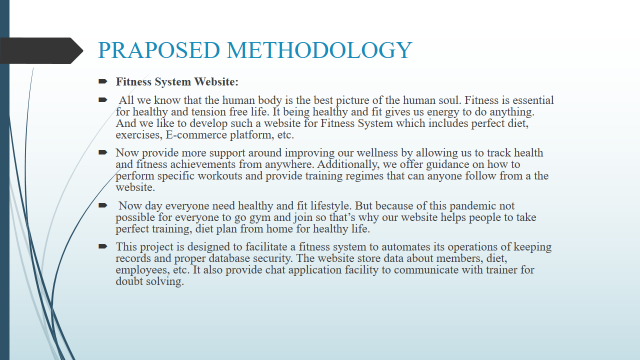 PRAPOSED METHODOLOGY
Fitness System Website:
All we know that the human body is the best picture of the human soul. Fitness is essential
for healthy and tension free life. It being healthy and fit gives us energy to do anything.
And we like to develop such a website for Fitness System which includes perfect diet,
exercises, E-commerce platform, etc.
Now provide more support around improving our wellness by allowing us to track health
and fitness achievements from anywhere. Additionally, we offer guidance on how to
perform specific workouts and provide training regimes that can anyone follow from a the
website.
Now day everyone need healthy and fit lifestyle. But because of this pandemic not
possible for everyone to go gym and join so that's why our website helps people to take
perfect training, diet plan from home for healthy life.
This project is designed to facilitate a fitness system to automates its operations of keeping
records and proper database security. The website store data about members, diet,
employees, etc. It also provide chat application facility to communicate with trainer for
doubt solving.